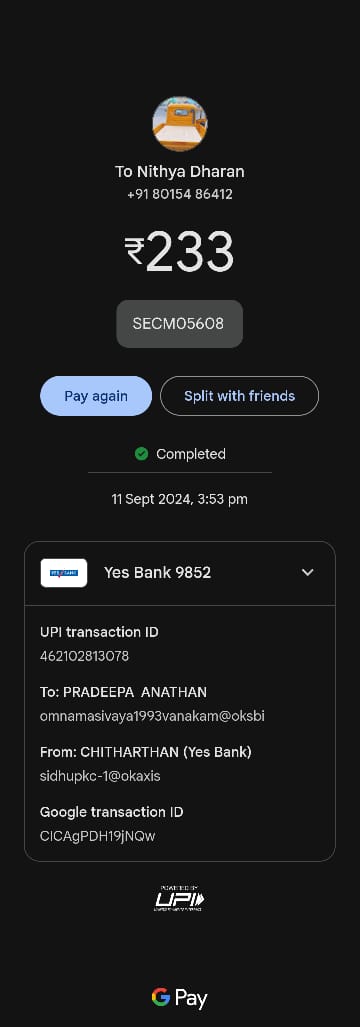 To Nithya Dharan
+91 80154 86412
₹233
SECM05608
Pay again
Split with friends
Completed
11 Sept 2024, 3:53 pm
YES BANK
Yes Bank 9852
UPI transaction ID
462102813078
To: PRADEEPA ANATHAN
omnamasivaya1993vanakam@oksbi
From: CHITHARTHAN (Yes Bank)
sidhupkc-1@okaxis
Google transaction ID
CICAgPDH19jNQw
POWERED BY
UPI
G Pay